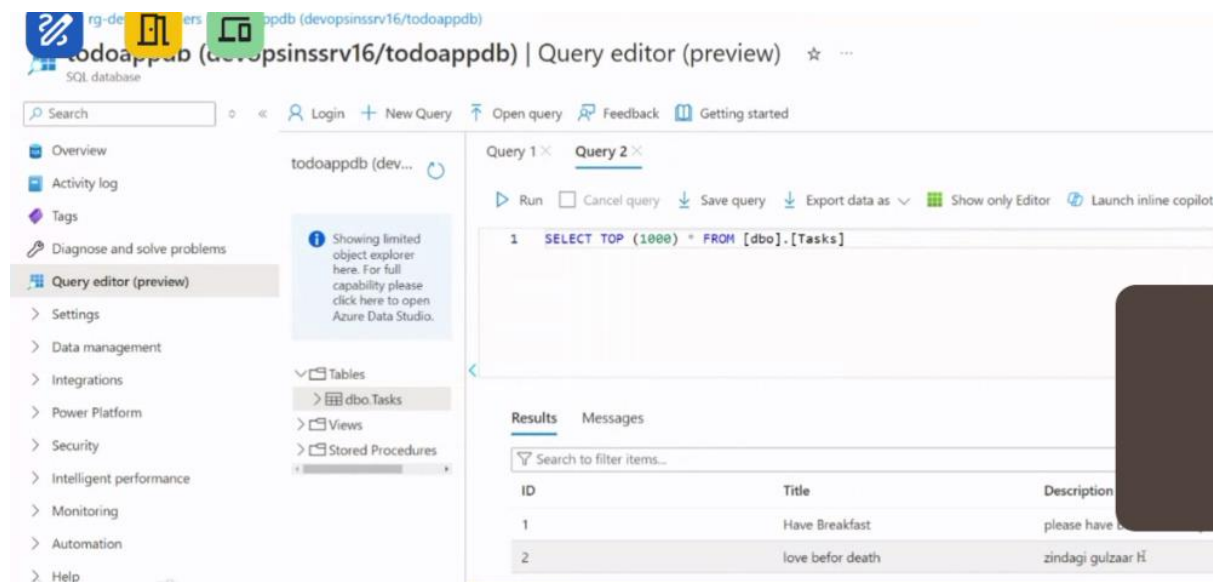 rg-de ers ppdb (devopsinssrv16/todoappdb)
todoappdb (devopsinssrv16/todoappdb) | Query editor (preview)
SQL database
Search
Login New Query Open query Feedback Getting started
Overview
Activity log
Tags
Diagnose and solve problems
Query editor (preview)
Settings
Data management
Integrations
Power Platform
Security
Intelligent performance
Monitoring
Automation
Help
todoappdb (dev...
Showing limited
object explorer
here. For full
capability please
click here to open
Azure Data Studio.
Tables
dbo.Tasks
Views
Stored Procedures
Query 1 Query 2
Run Cancel query Save query Export data as Show only Editor Launch inline copilot
1 SELECT TOP (1000) * FROM [dbo].[Tasks]
Results Messages
Search to filter items...
ID Title Description
1 Have Breakfast please have
2 love befor death zindagi gulzaar